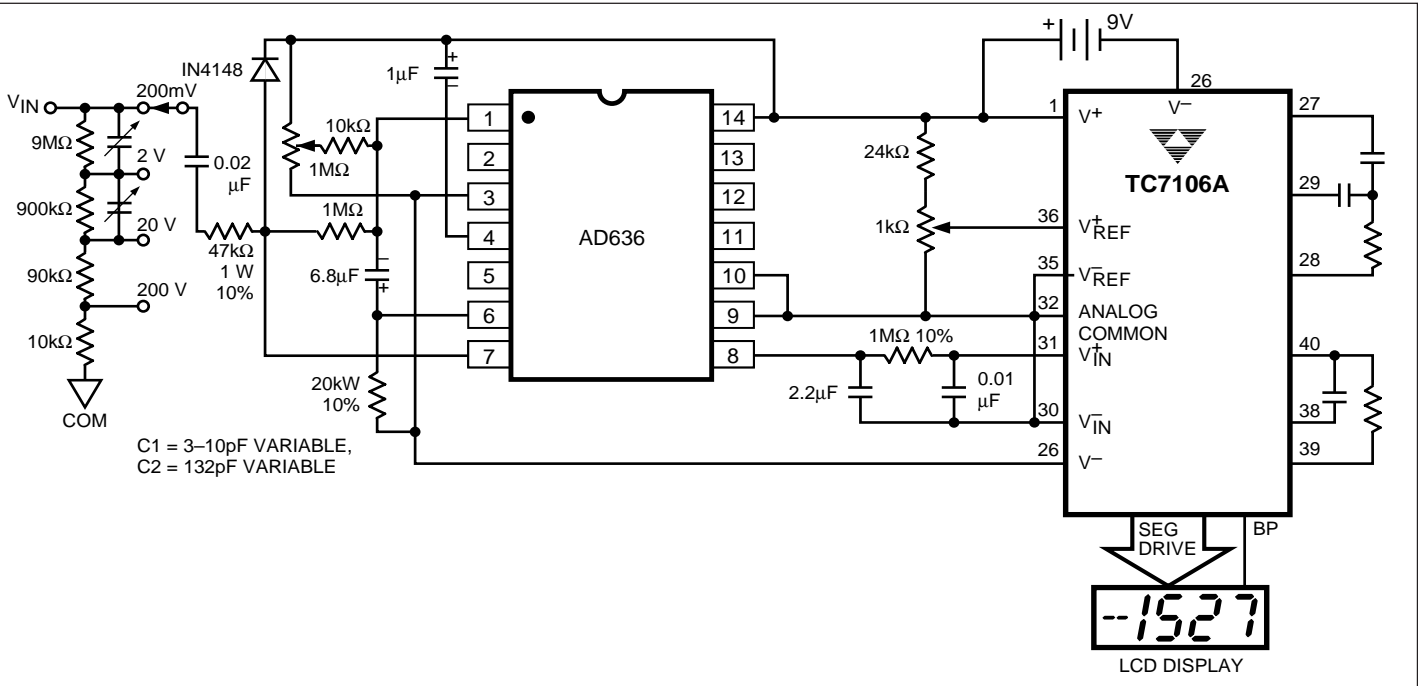 9V
26
V–
IN4148
1µF
+
–
VIN
200mV
9MΩ
2 V
900kΩ
20 V
90kΩ
200 V
10kΩ
COM
0.02
µF
47kΩ
1 W
10%
10kΩ
1MΩ
1MΩ
6.8µF
–
+
20kW
10%
C1 = 3–10pF VARIABLE,
C2 = 132pF VARIABLE
1
2
3
4
5
6
7
AD636
14
13
12
11
10
9
8
24kΩ
1kΩ
1MΩ 10%
2.2µF
0.01
µF
+
1
V+
TC7106A
36
V+REF
35
V–REF
32
ANALOG
COMMON
31
V+IN
30
V–IN
26
V–
27
29
28
40
38
39
SEG
DRIVE
BP
--1527
LCD DISPLAY